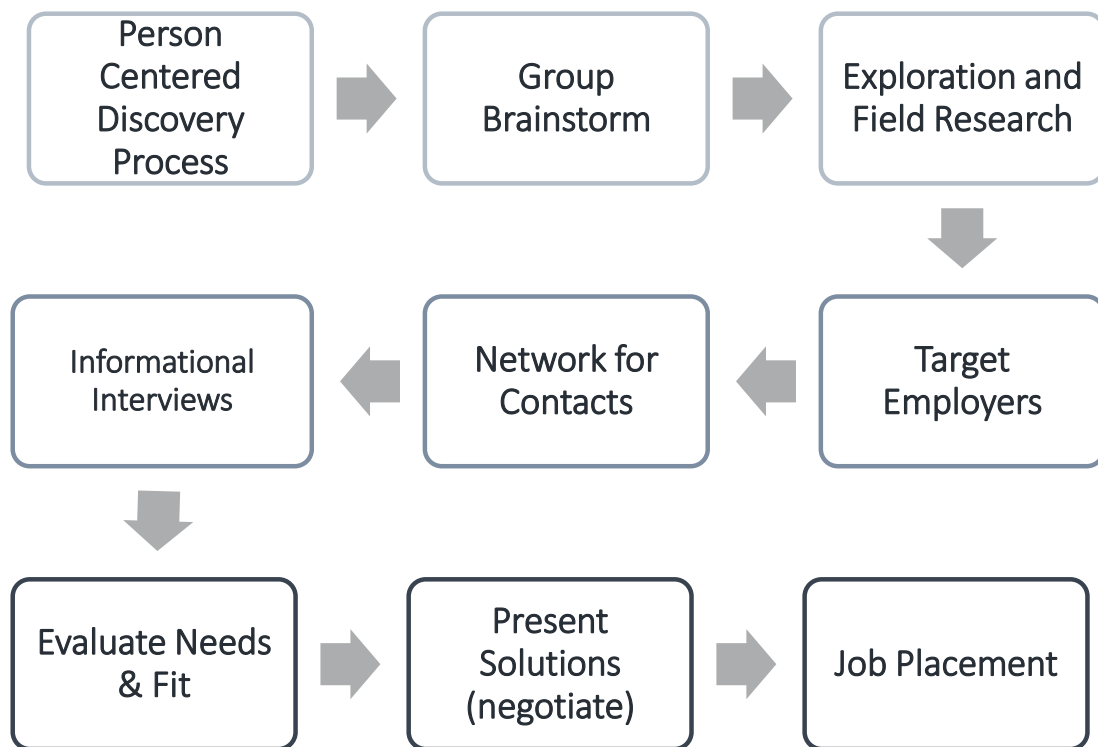 Person
Centered
Discovery
Process
Group
Brainstorm
Exploration and
Field Research
Target
Employers
Network for
Contacts
Informational
Interviews
Evaluate Needs
& Fit
Present
Solutions
(negotiate)
Job Placement